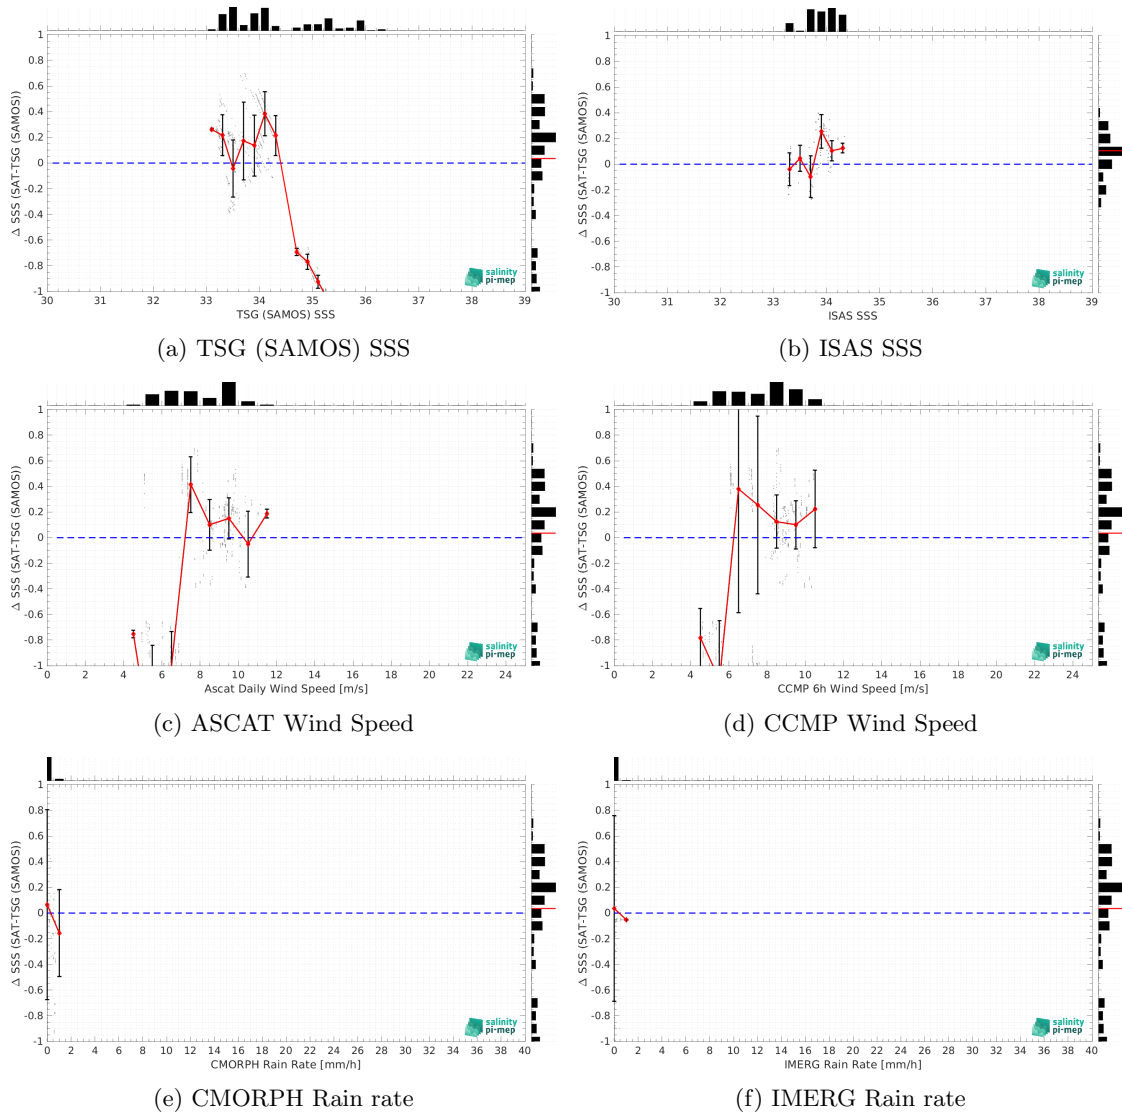 1
0.8
0.6
0.4
0.2
0
-0.2
-0.4
-0.6
-0.8
-1
Δ SSS (SAT-TSG (SAMOS))
salinity
pi-mep
30 31 32 33 34 35 36 37 38 39
TSG (SAMOS) SSS
(a) TSG (SAMOS) SSS
1
0.8
0.6
0.4
0.2
0
-0.2
-0.4
-0.6
-0.8
-1
Δ SSS (SAT-TSG (SAMOS))
salinity
pi-mep
30 31 32 33 34 35 36 37 38 39
ISAS SSS
(b) ISAS SSS
1
0.8
0.6
0.4
0.2
0
-0.2
-0.4
-0.6
-0.8
-1
Δ SSS (SAT-TSG (SAMOS))
salinity
pi-mep
0 2 4 6 8 10 12 14 16 18 20 22 24
Ascat Daily Wind Speed [m/s]
(c) ASCAT Wind Speed
1
0.8
0.6
0.4
0.2
0
-0.2
-0.4
-0.6
-0.8
-1
Δ SSS (SAT-TSG (SAMOS))
salinity
pi-mep
0 2 4 6 8 10 12 14 16 18 20 22 24
CCMP 6h Wind Speed [m/s]
(d) CCMP Wind Speed
1
0.8
0.6
0.4
0.2
0
-0.2
-0.4
-0.6
-0.8
-1
Δ SSS (SAT-TSG (SAMOS))
salinity
pi-mep
0 2 4 6 8 10 12 14 16 18 20 22 24 26 28 30 32 34 36 38 40
CMORPH Rain Rate [mm/h]
(e) CMORPH Rain rate
1
0.8
0.6
0.4
0.2
0
-0.2
-0.4
-0.6
-0.8
-1
Δ SSS (SAT-TSG (SAMOS))
salinity
pi-mep
0 2 4 6 8 10 12 14 16 18 20 22 24 26 28 30 32 34 36 38 40
IMERG Rain Rate [mm/h]
(f) IMERG Rain rate